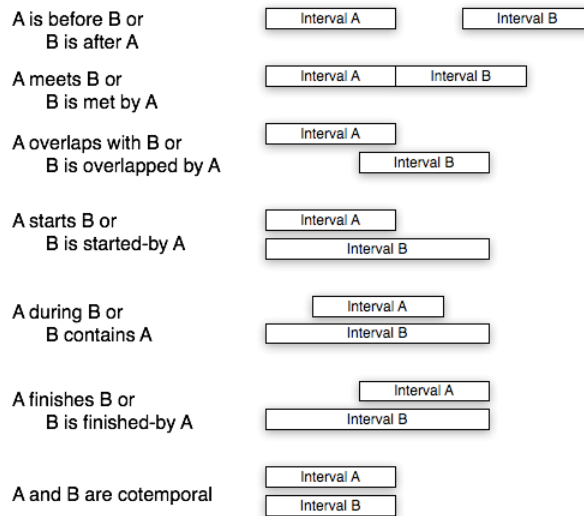 A is before B or
B is after A
Interval A
Interval B
A meets B or
B is met by A
Interval A
Interval B
A overlaps with B or
B is overlapped by A
Interval A
Interval B
A starts B or
B is started-by A
Interval A
Interval B
A during B or
B contains A
Interval A
Interval B
A finishes B or
B is finished-by A
Interval A
Interval B
A and B are cotemporal
Interval A
Interval B